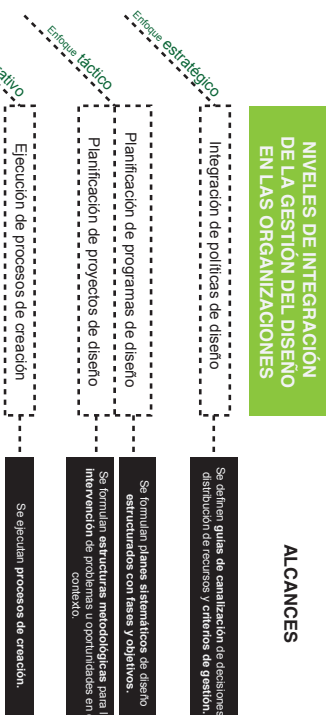 NIVELES DE INTEGRACIÓN
DE LA GESTIÓN DEL DISEÑO
EN LAS ORGANIZACIONES
ALCANCES
Enfoque estratégico
Integración de políticas de diseño
Se definen guías de canalización de decisiones
distribución de recursos y criterios de gestión.
Enfoque táctico
Planificación de programas de diseño
Se formulan planes sistemáticos de diseño
estructurados con fases y objetivos.
Planificación de proyectos de diseño
Se formulan estructuras metodológicas para
intervención de problemas u oportunidades en
contexto.
Ejecución de procesos de creación
Se ejecutan procesos de creación.